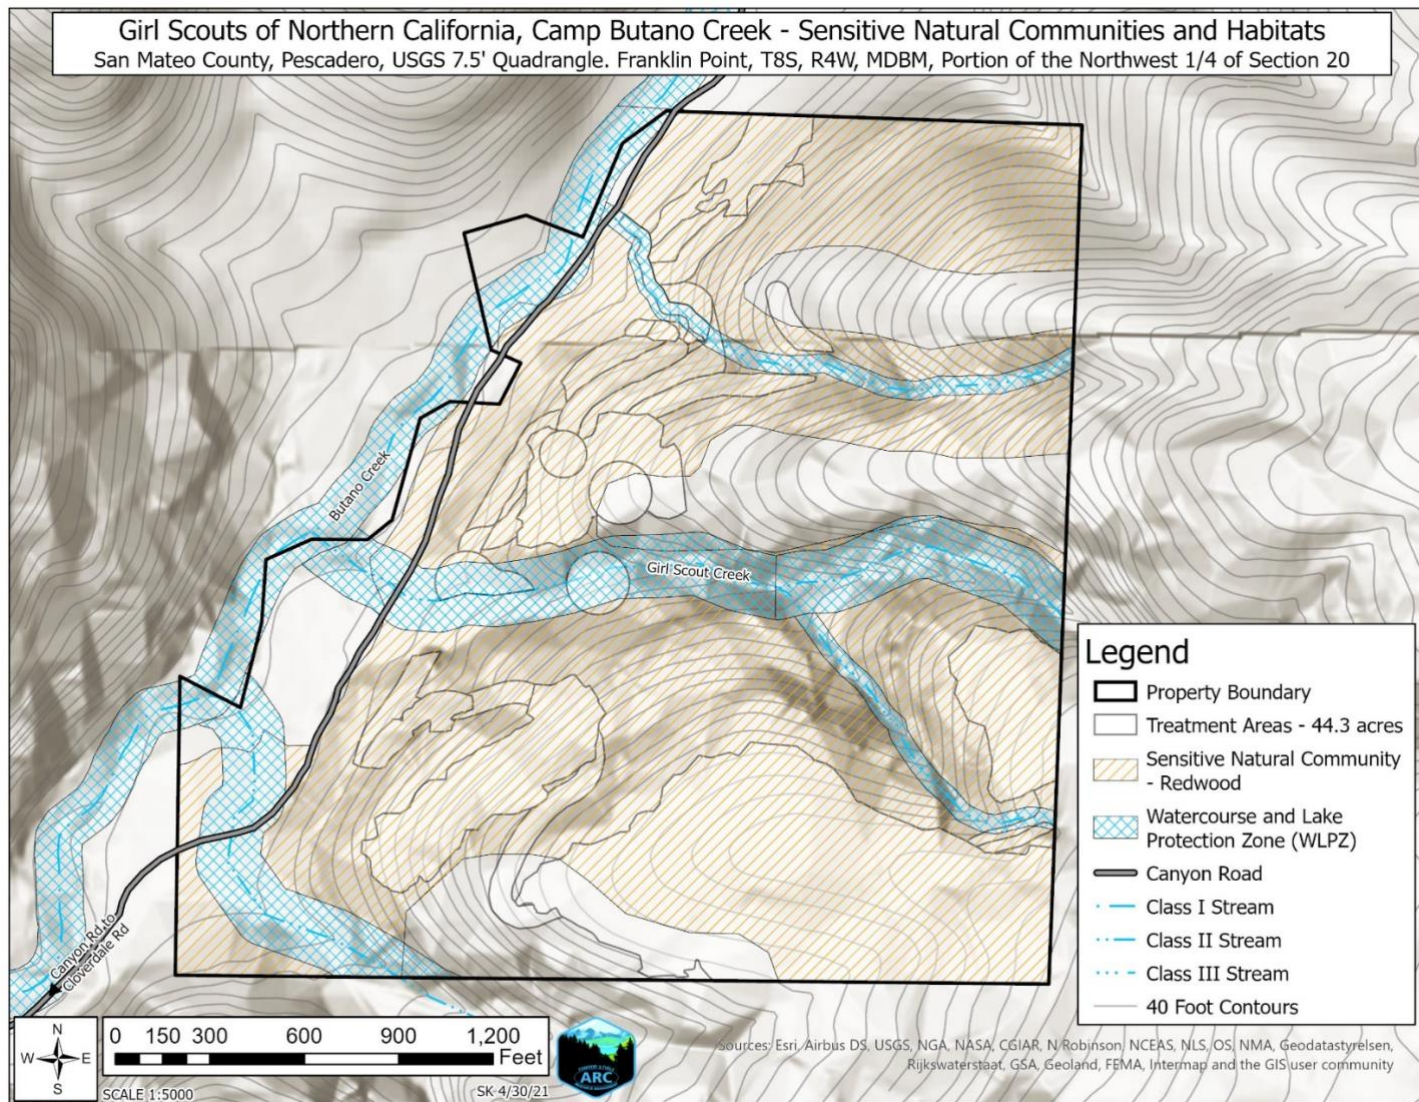 Girl Scouts of Northern California, Camp Butano Creek - Sensitive Natural Communities and Habitats
San Mateo County, Pescadero, USGS 7.5' Quadrangle. Franklin Point, T8S, R4W, MDBM, Portion of the Northwest 1/4 of Section 20
Butano Creek
Girl Scout Creek
Canyon Rd to
Cloverdale Rd
Legend
Property Boundary
Treatment Areas - 44.3 acres
Sensitive Natural Community
- Redwood
Watercourse and Lake
Protection Zone (WLPZ)
Canyon Road
Class I Stream
Class II Stream
Class III Stream
40 Foot Contours
N
W E
S
0 150 300 600 900 1,200
Feet
SCALE 1:5000
SK 4/30/21
ARC
Sources: Esri, Airbus DS, USGS, NGA, NASA, CGIAR, N Robinson, NCEAS, NLS, OS, NMA, Geodatastyrelsen,
Rijkswaterstaat, GSA, Geoland, FEMA, Intermap and the GIS user community